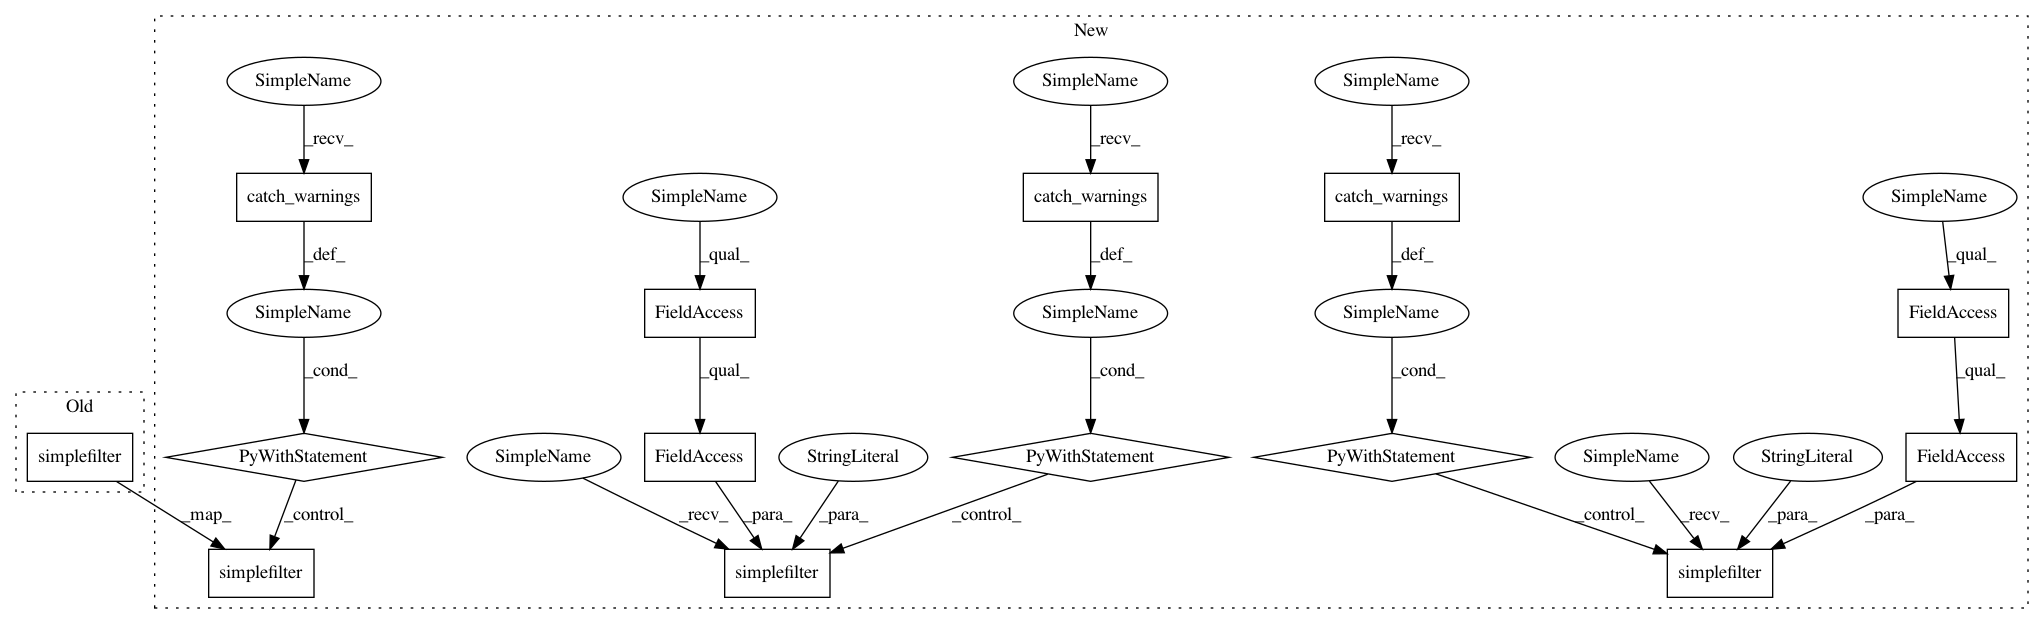 New
SimpleName SimpleName SimpleName
_recv_ _recv_ _recv_
catch_warnings SimpleName catch_warnings catch_warnings SimpleName
_def_ _qual_ _def_ _def_ _qual_
SimpleName FieldAccess SimpleName SimpleName FieldAccess
_cond_ _qual_ _cond_ _cond_ _qual_
Old
simplefilter PyWithStatement SimpleName FieldAccess StringLiteral PyWithStatement PyWithStatement SimpleName StringLiteral FieldAccess
_map_ _control_ _recv_ _para_ _para_ _control_ _control_ _recv_ _para_ _para_
simplefilter simplefilter simplefilter